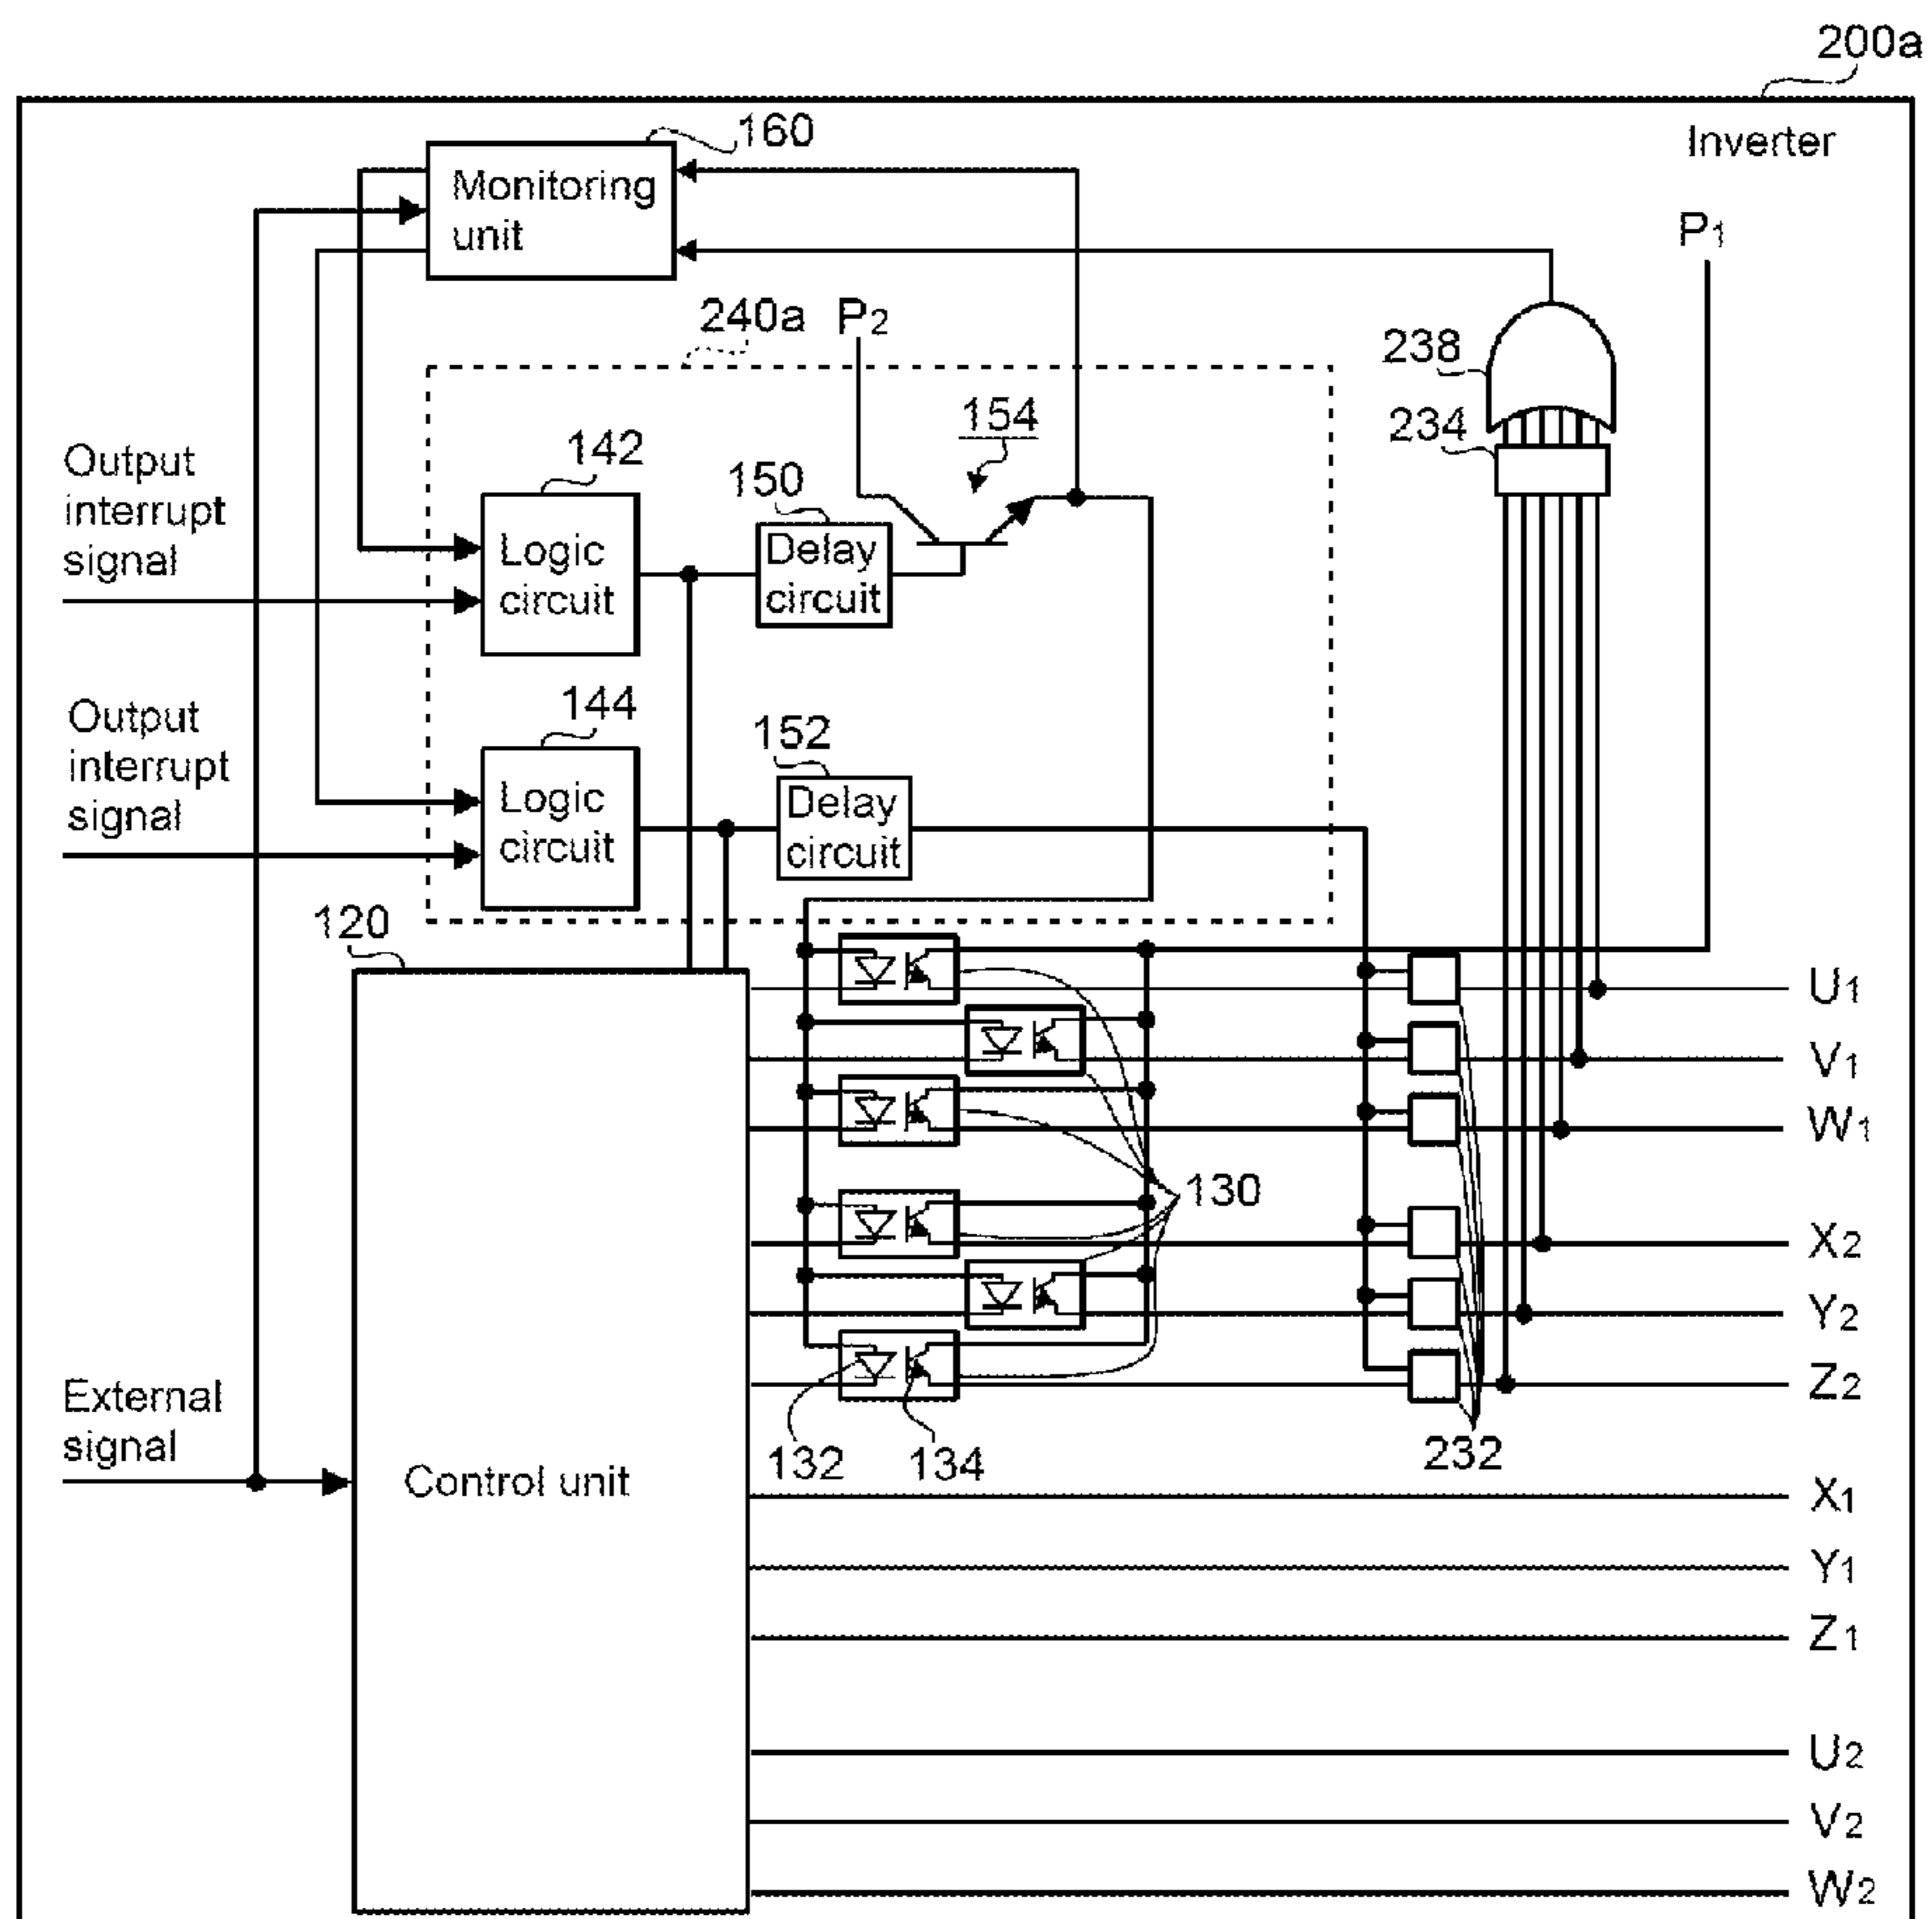 200a
Inverter
160
Monitoring
unit
P1
240a
P2
238
154
234
Output
interrupt
signal
142
150
Logic
circuit
Delay
circuit
Output
interrupt
signal
144
152
Logic
circuit
Delay
circuit
120
U1
V1
W1
130
X2
Y2
Z2
External
signal
132
134
232
Control unit
X1
Y1
Z1
U2
V2
W2